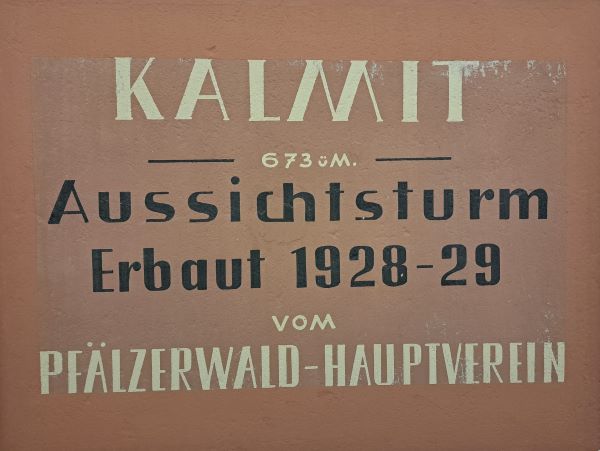 KALMIT
673 ü M.
Aussichtsturm
Erbaut 1928-29
VOM
PFÄLZERWALD-HAUPTVEREIN